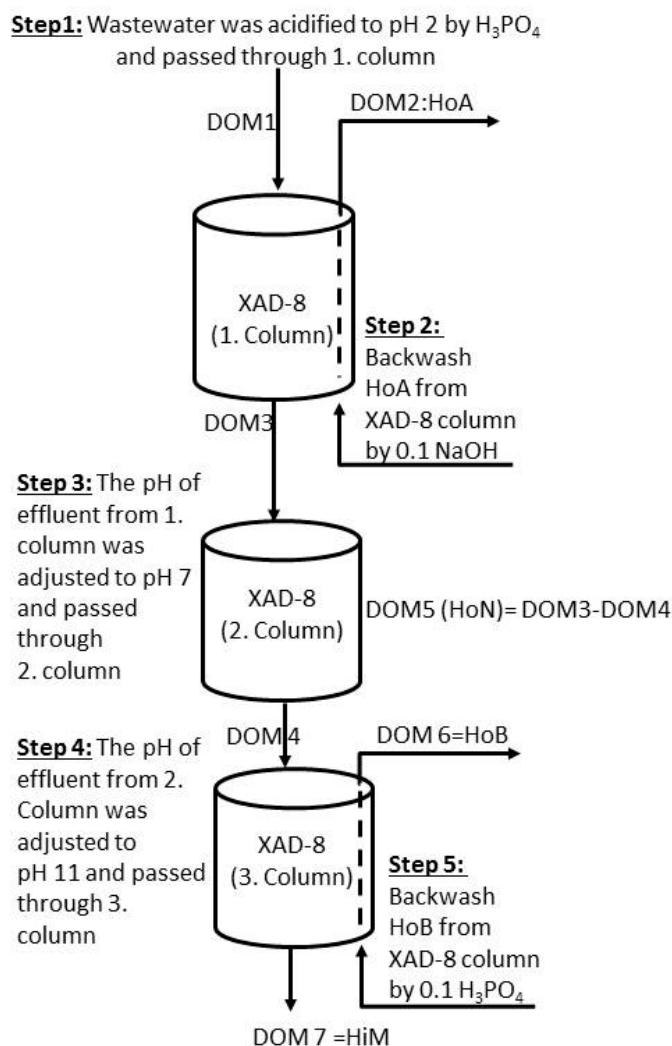 Step1: Wastewater was acidified to pH 2 by H₃PO₄
and passed through 1. column
DOM2:HoA
DOM1
XAD-8
(1. Column)
Step 2:
Backwash
HoA from
XAD-8 column
by 0.1 NaOH
DOM3
Step 3: The pH of
effluent from 1.
column was
adjusted to pH 7
and passed
through
2. column
XAD-8
(2. Column)
DOM5 (HoN)= DOM3-DOM4
DOM 4
Step 4: The pH of
effluent from 2.
Column was
adjusted to
pH 11 and passed
through 3.
column
DOM 6=HoB
XAD-8
(3. Column)
Step 5:
Backwash
HoB from
XAD-8 column
by 0.1 H₃PO₄
DOM 7 =HiM